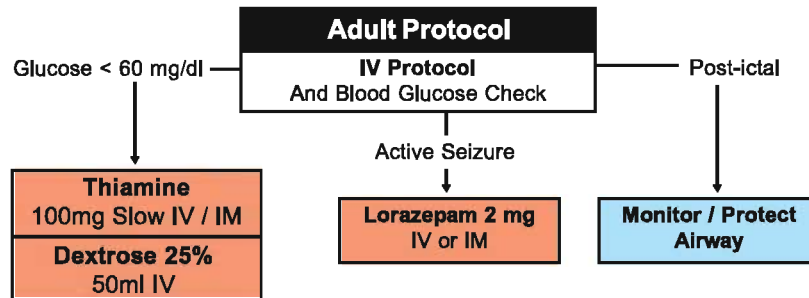 Adult Protocol
IV Protocol
And Blood Glucose Check
Glucose < 60 mg/dl
Post-ictal
Active Seizure
Thiamine
100mg Slow IV / IM
Dextrose 25%
50ml IV
Lorazepam 2 mg
IV or IM
Monitor / Protect
Airway